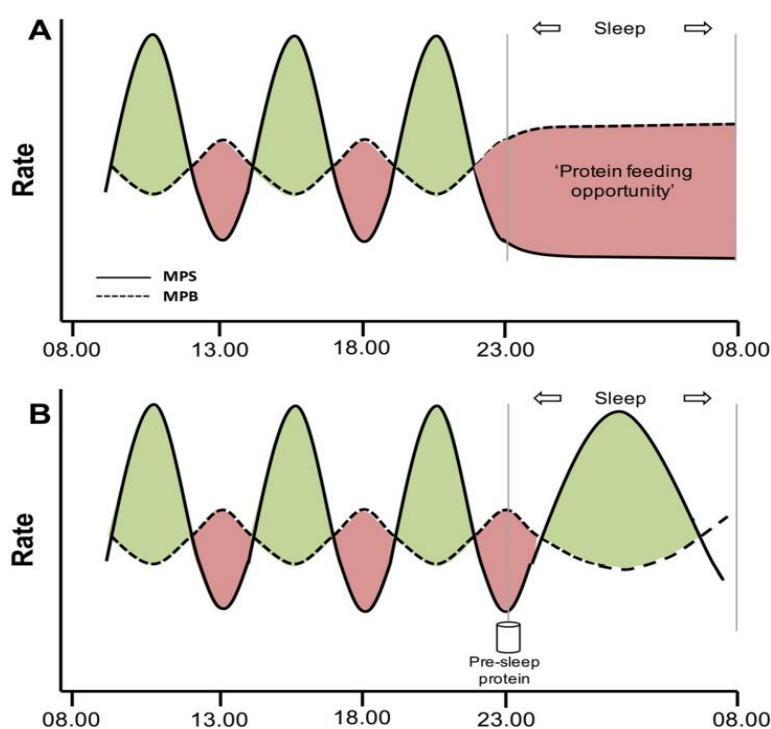 A
Sleep
Rate
'Protein feeding
opportunity'
MPS
MPB
08.00 13.00 18.00 23.00 08.00
B
Sleep
Rate
Pre-sleep
protein
08.00 13.00 18.00 23.00 08.00